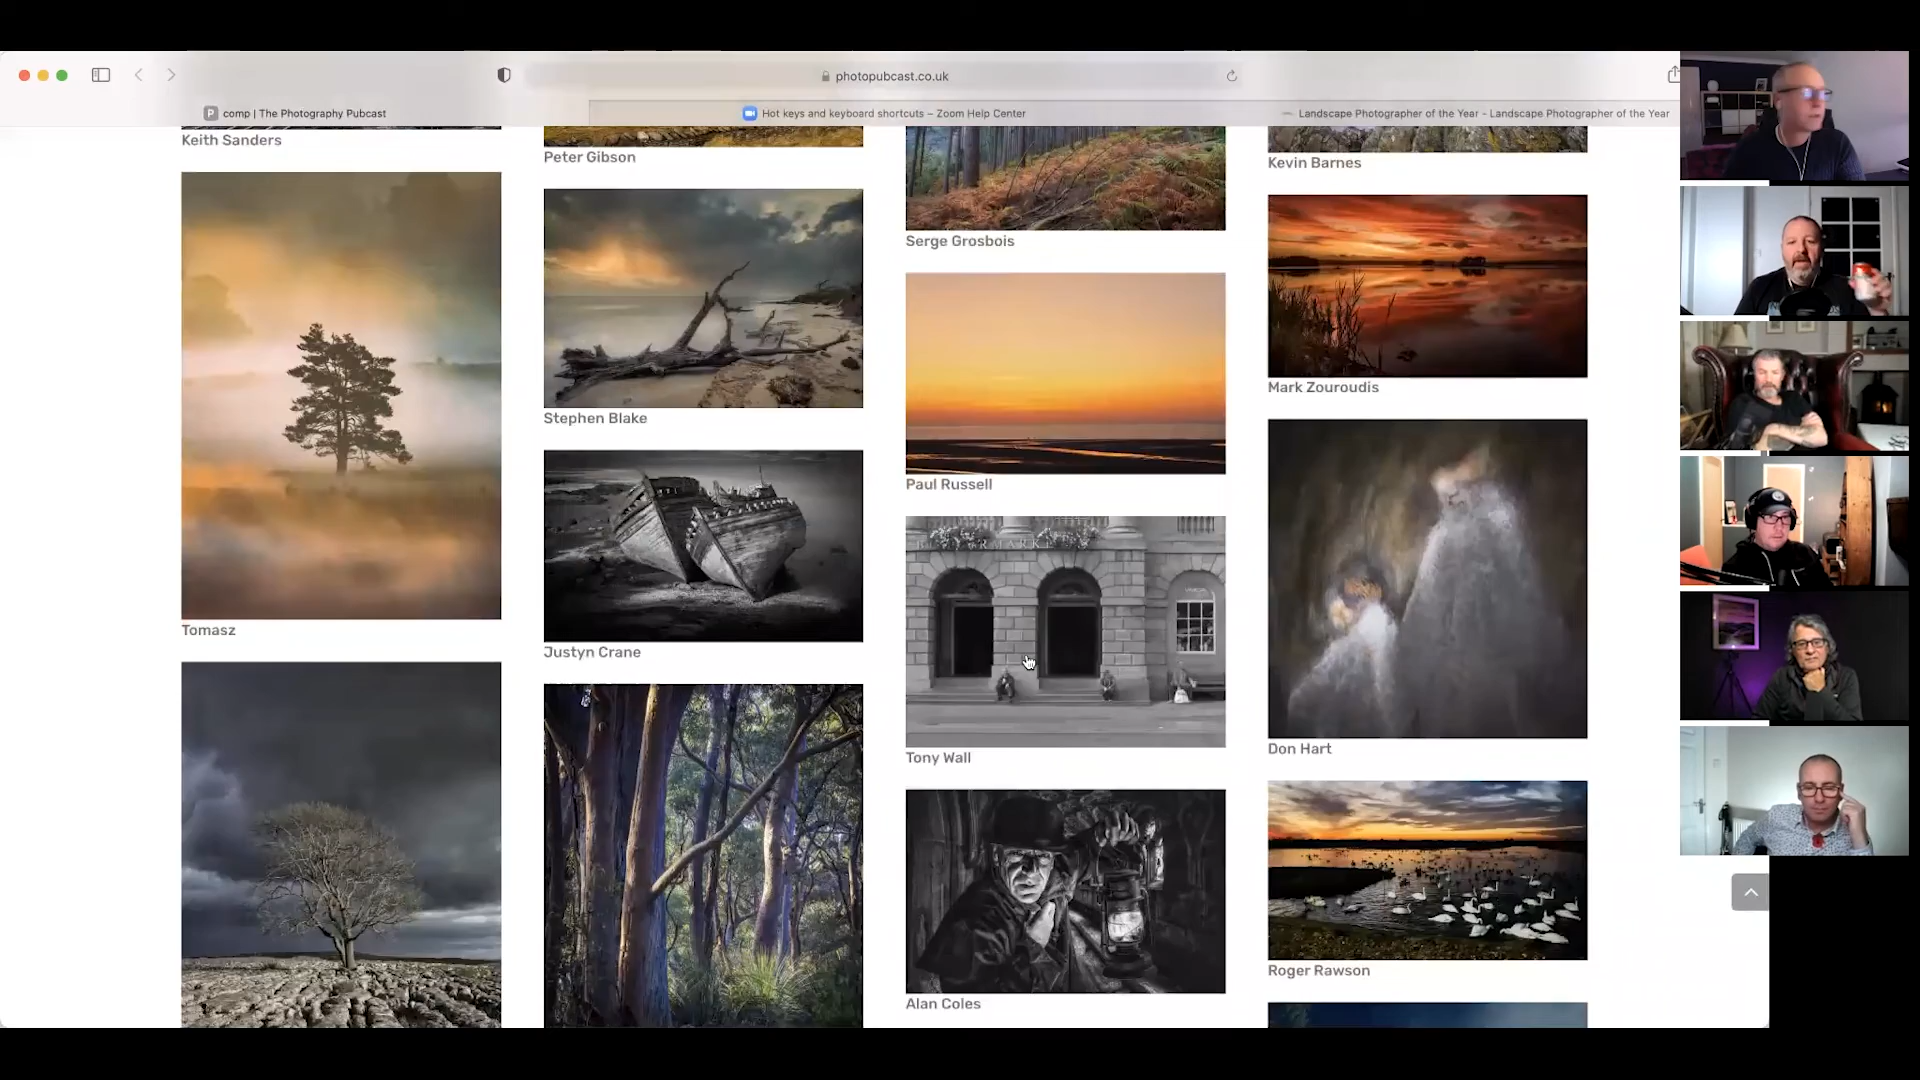 photopubcast.co.uk
P comp | The Photography Pubcast
Hot keys and keyboard shortcuts – Zoom Help Center
Landscape Photographer of the Year - Landscape Photographer of the Year
Keith Sanders
Peter Gibson
Kevin Barnes
Serge Grosbois
Mark Zouroudis
Stephen Blake
Paul Russell
Tomasz
Justyn Crane
Don Hart
Tony Wall
Roger Rawson
Alan Coles